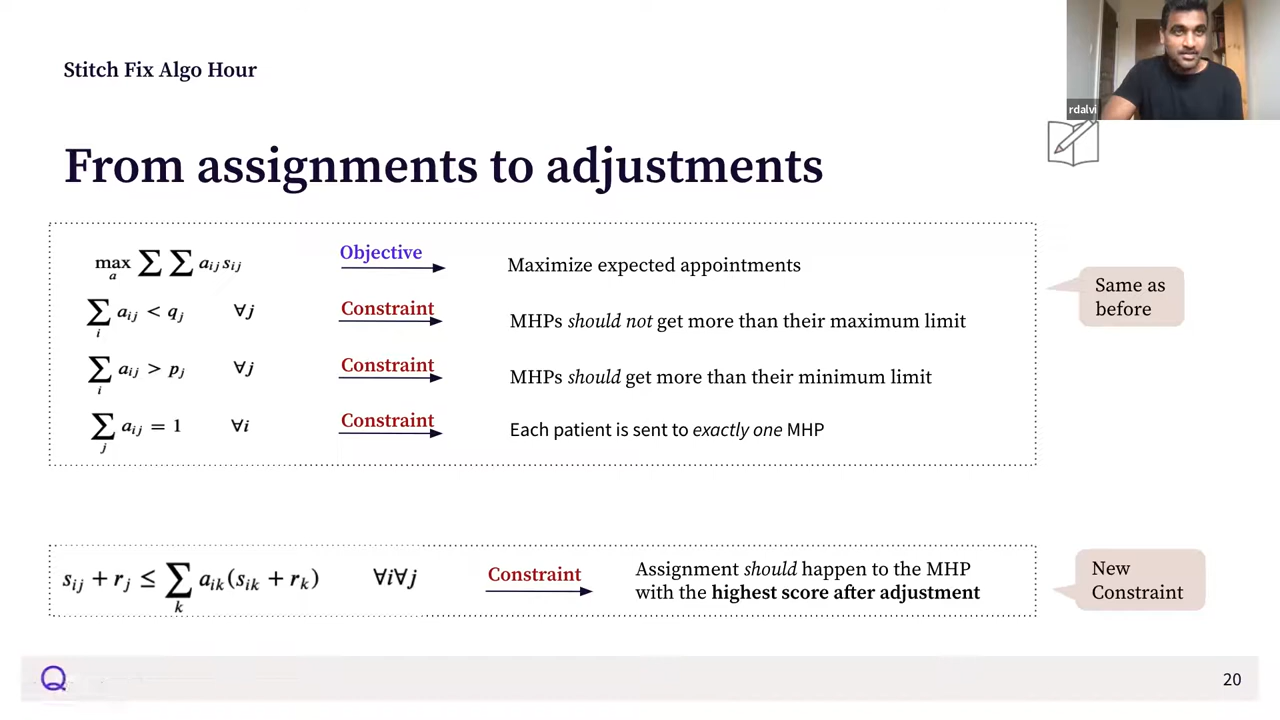 Stitch Fix Algo Hour
rdalvi
From assignments to adjustments
max_a ∑ ∑ a_ij s_ij
Objective
Maximize expected appointments
∑_i a_ij < q_j ∀j
Constraint
MHPs should not get more than their maximum limit
∑_i a_ij > p_j ∀j
Constraint
MHPs should get more than their minimum limit
∑_j a_ij = 1 ∀i
Constraint
Each patient is sent to exactly one MHP
Same as
before
s_ij + r_j ≤ ∑_k a_ik(s_ik + r_k) ∀i∀j
Constraint
Assignment should happen to the MHP
with the highest score after adjustment
New
Constraint
Q
20